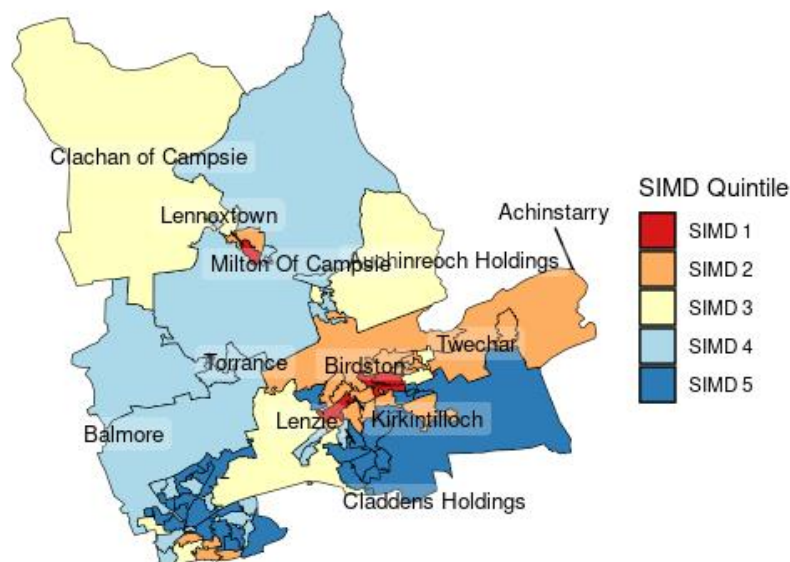 Clachan of Campsie
SIMD Quintile
Achinstarry
Lennoxtown
SIMD 1
Milton Of Campsie
Auchinreoch Holdings
SIMD 2
SIMD 3
Twechar
Torrance
Birdston
SIMD 4
SIMD 5
Balmore
Lenzie
Kirkintilloch
Claddens Holdings